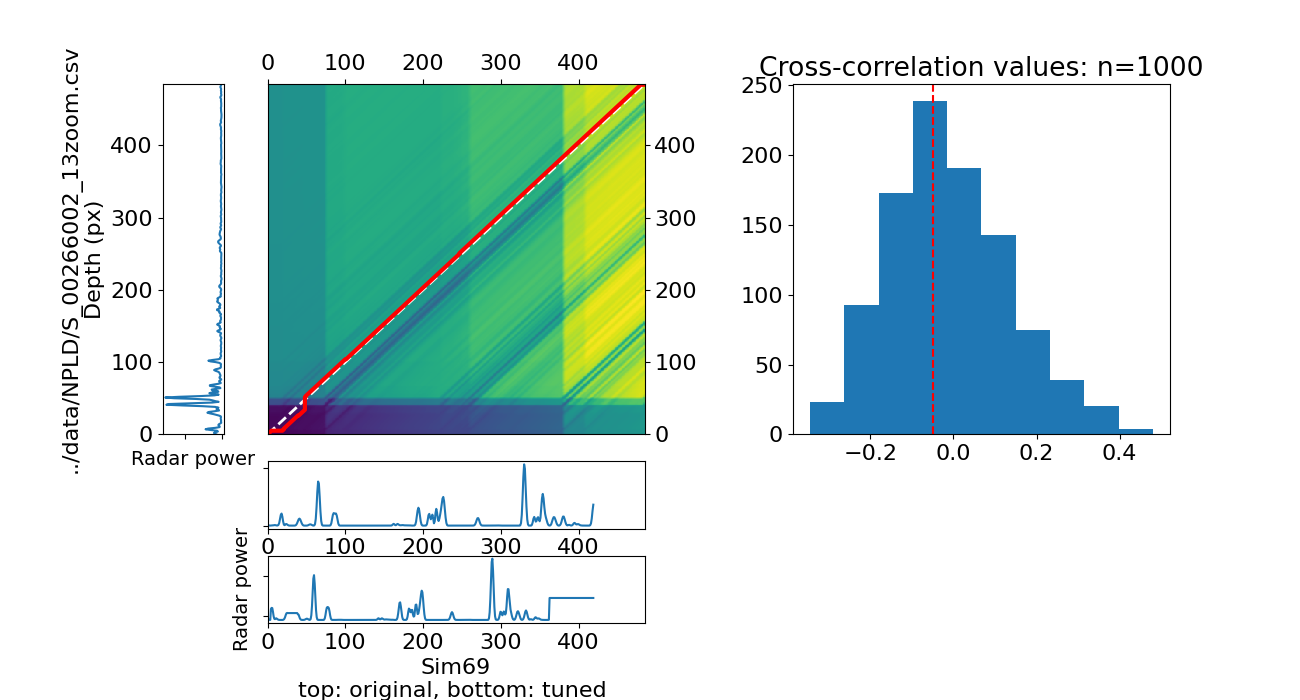 0 100 200 300 400
Cross-correlation values: n=1000
../data/NPLD/S_00266002_13zoom.csv
Depth (px)
400
300
200
100
0
400
300
200
100
0
250
200
150
100
50
0
−0.2 0.0 0.2 0.4
Radar power
0 100 200 300 400
Radar power
0 100 200 300 400
Sim69
top: original, bottom: tuned